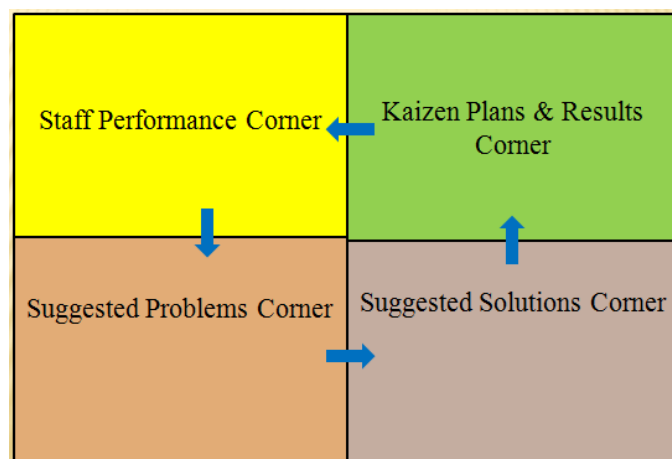 Staff Performance Corner
Kaizen Plans & Results
Corner
Suggested Problems Corner
Suggested Solutions Corner